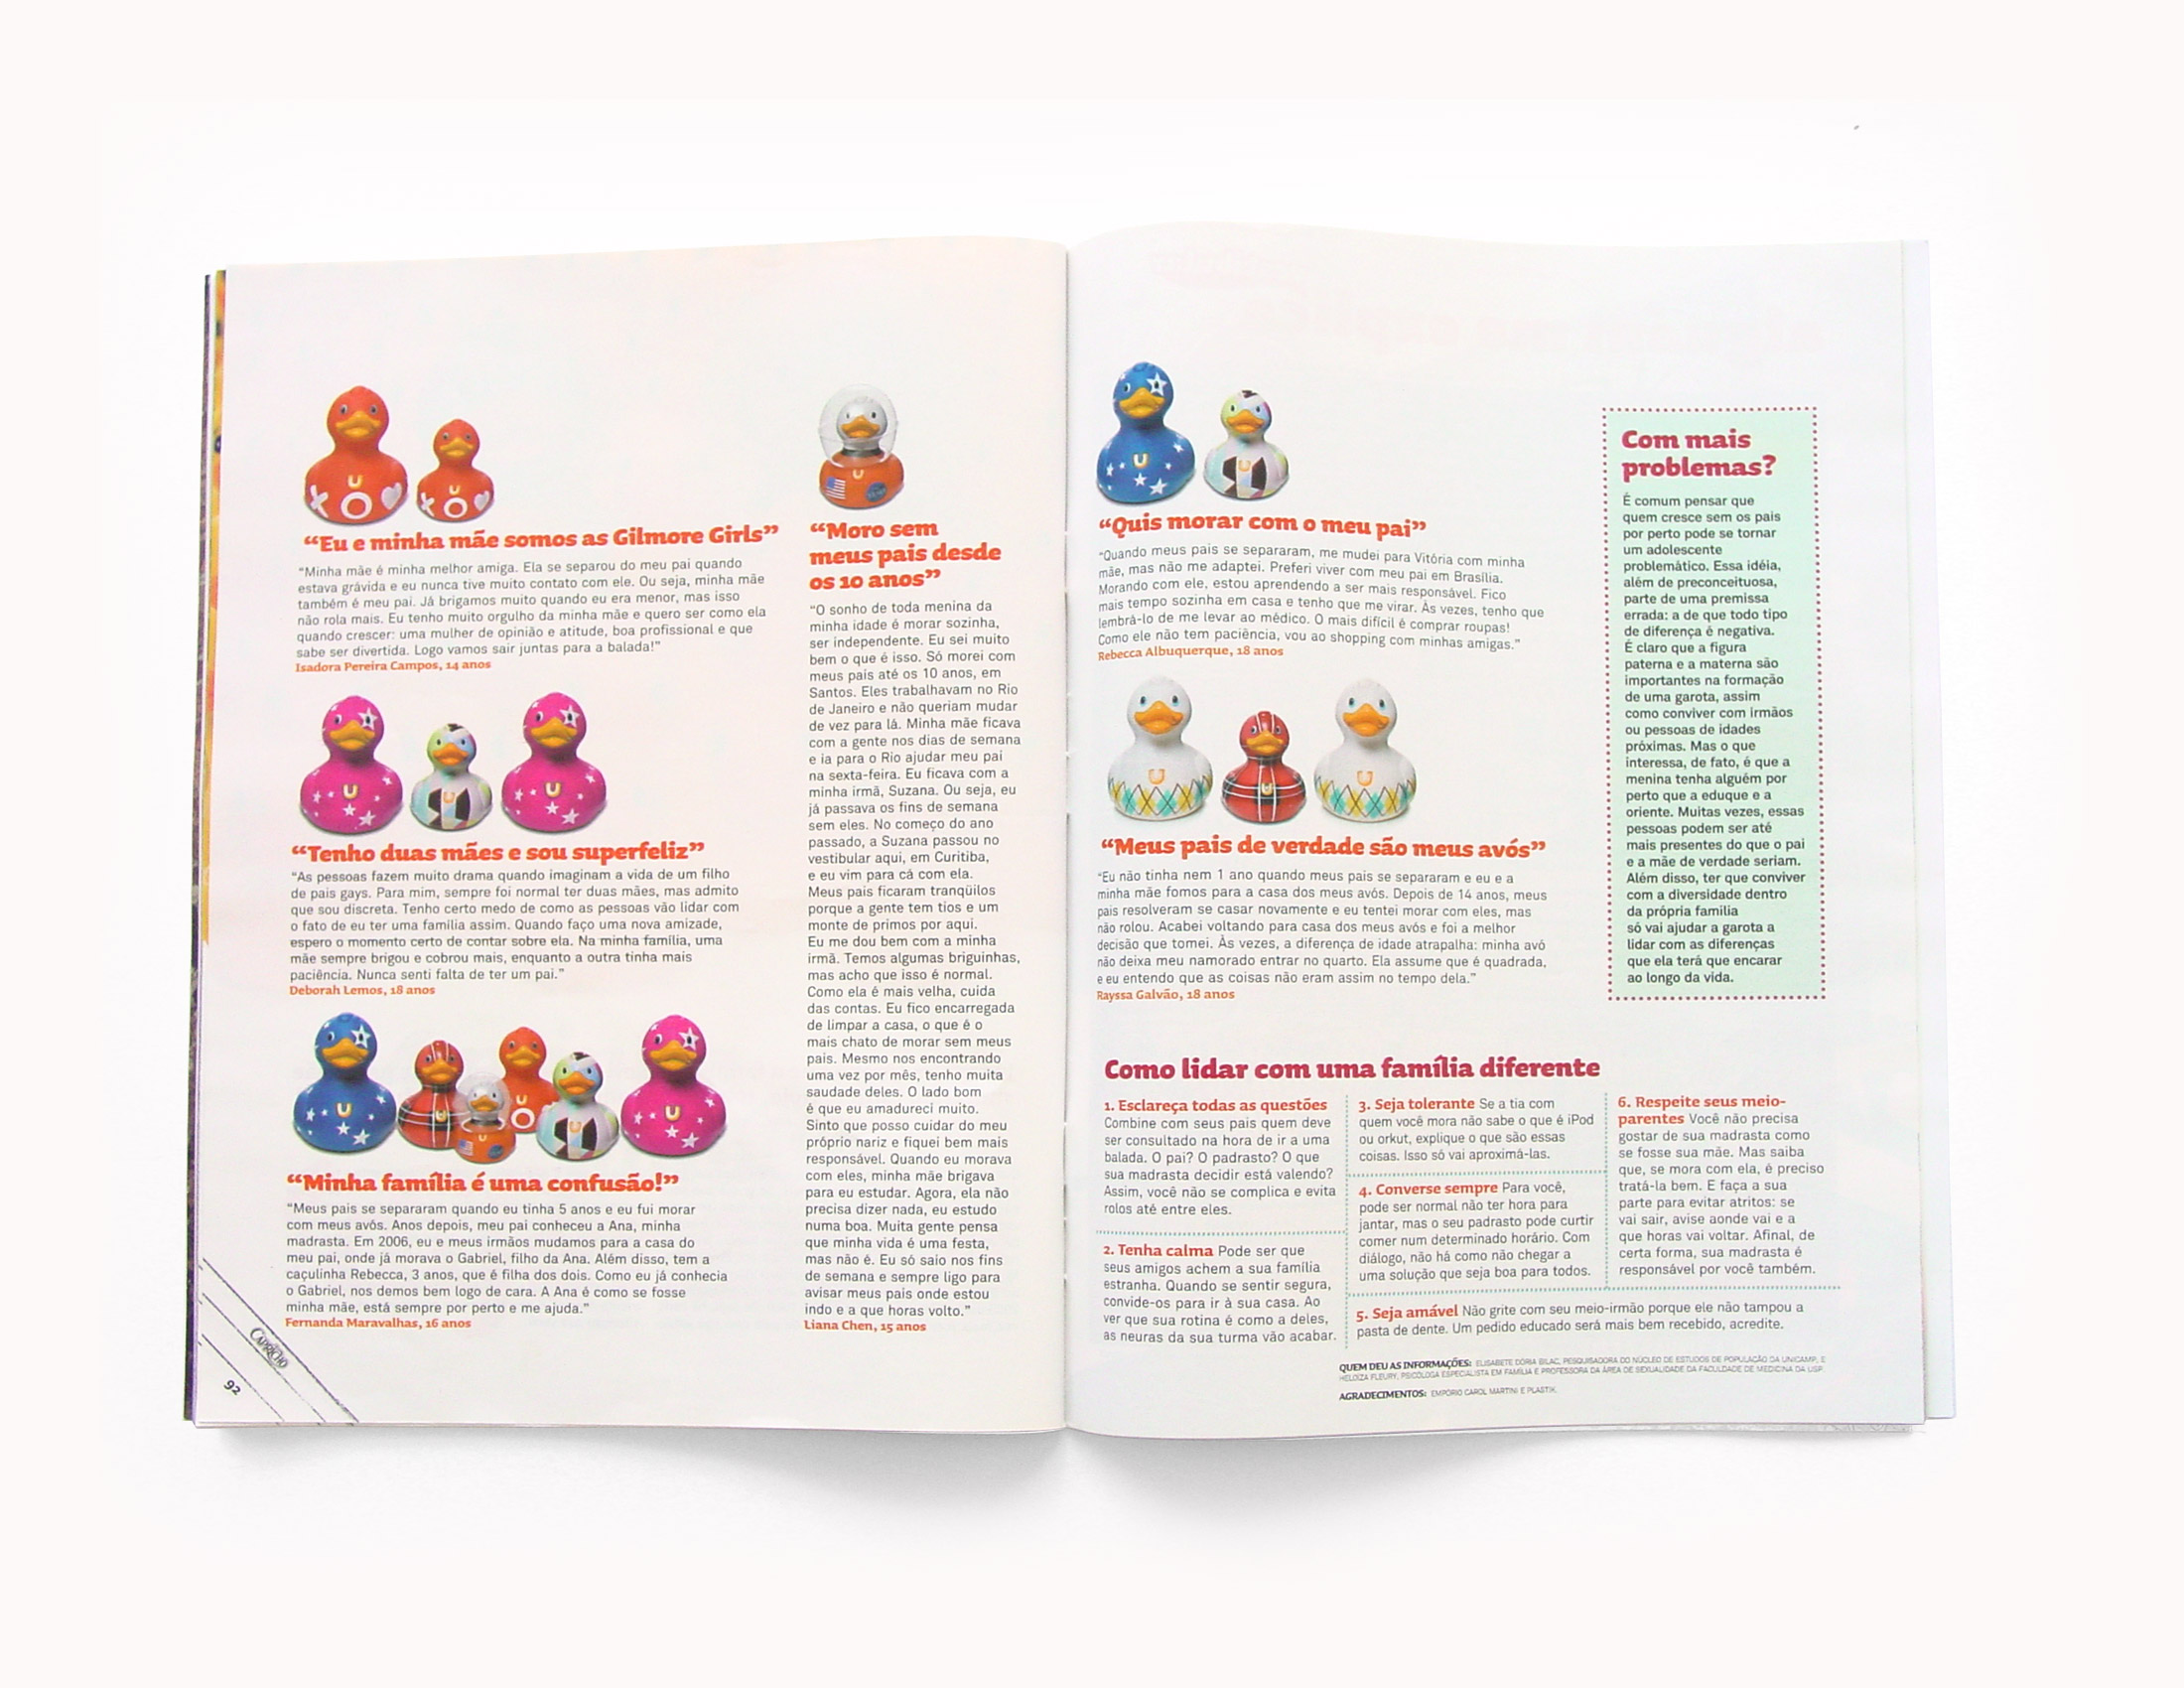 “Eu e minha mãe somos as Gilmore Girls”
“Minha mãe é minha melhor amiga. Ela se separou do meu pai quando
estava grávida e eu nunca tive muito contato com ele. Ou seja, minha mãe
também é meu pai. Já brigamos muito quando eu era menor, mas isso
não rola mais. Eu tenho muito orgulho da minha mãe e quero ser como ela
quando crescer: uma mulher de opinião e atitude, boa profissional e que
sabe ser divertida. Logo vamos sair juntas para a balada!”
Isadora Pereira Campos, 14 anos
“Tenho duas mães e sou superfeliz”
“As pessoas fazem muito drama quando imaginam a vida de um filho
de pais gays. Para mim, sempre foi normal ter duas mães, mas admito
que sou discreta. Tenho certo medo de como as pessoas vão lidar com
o fato de eu ter uma família assim. Quando faço uma nova amizade,
espero o momento certo de contar sobre ela. Na minha família, uma
mãe sempre brigou e cobrou mais, enquanto a outra tinha mais
paciência. Nunca senti falta de ter um pai.”
Deborah Lemos, 18 anos
“Minha família é uma confusão!”
“Meus pais se separaram quando eu tinha 5 anos e eu fui morar
com meus avós. Anos depois, meu pai conheceu a Ana, minha
madrasta. Em 2006, eu e meus irmãos mudamos para a casa do
meu pai, onde já morava o Gabriel, filho da Ana. Além disso, tem a
caçulinha Rebecca, 3 anos, que é filha dos dois. Como eu já conhecia
o Gabriel, nos demos bem logo de cara. A Ana é como se fosse
minha mãe, está sempre por perto e me ajuda.”
Fernanda Maravalhas, 16 anos
CAPRICHO
92
“Moro sem
meus pais desde
os 10 anos”
“O sonho de toda menina da
minha idade é morar sozinha,
ser independente. Eu sei muito
bem o que é isso. Só morei com
meus pais até os 10 anos, em
Santos. Eles trabalhavam no Rio
de Janeiro e não queriam mudar
de vez para lá. Minha mãe ficava
com a gente nos dias de semana
e ia para o Rio ajudar meu pai
na sexta-feira. Eu ficava com a
minha irmã, Suzana. Ou seja, eu
já passava os fins de semana
sem eles. No começo do ano
passado, a Suzana passou no
vestibular aqui, em Curitiba,
e eu vim para cá com ela.
Meus pais ficaram tranqüilos
porque a gente tem tios e um
monte de primos por aqui.
Eu me dou bem com a minha
irmã. Temos algumas briguinhas,
mas acho que isso é normal.
Como ela é mais velha, cuida
das contas. Eu fico encarregada
de limpar a casa, o que é o
mais chato de morar sem meus
pais. Mesmo nos encontrando
uma vez por mês, tenho muita
saudade deles. O lado bom
é que eu amadureci muito.
Sinto que posso cuidar do meu
próprio nariz e fiquei bem mais
responsável. Quando eu morava
com eles, minha mãe brigava
para eu estudar. Agora, ela não
precisa dizer nada, eu estudo
numa boa. Muita gente pensa
que minha vida é uma festa,
mas não é. Eu só saio nos fins
de semana e sempre ligo para
avisar meus pais onde estou
indo e a que horas volto.”
Liana Chen, 15 anos
“Quis morar com o meu pai”
“Quando meus pais se separaram, me mudei para Vitória com minha
mãe, mas não me adaptei. Preferi viver com meu pai em Brasília.
Morando com ele, estou aprendendo a ser mais responsável. Fico
mais tempo sozinha em casa e tenho que me virar. Às vezes, tenho que
lembrá-lo de me levar ao médico. O mais difícil é comprar roupas!
Como ele não tem paciência, vou ao shopping com minhas amigas.”
Rebecca Albuquerque, 18 anos
“Meus pais de verdade são meus avós”
“Eu não tinha nem 1 ano quando meus pais se separaram e eu e a
minha mãe fomos para a casa dos meus avós. Depois de 14 anos, meus
pais resolveram se casar novamente e eu tentei morar com eles, mas
não rolou. Acabei voltando para casa dos meus avós e foi a melhor
decisão que tomei. Às vezes, a diferença de idade atrapalha: minha avó
não deixa meu namorado entrar no quarto. Ela assume que é quadrada,
e eu entendo que as coisas não eram assim no tempo dela.”
Rayssa Galvão, 18 anos
Com mais
problemas?
É comum pensar que
quem cresce sem os pais
por perto pode se tornar
um adolescente
problemático. Essa idéia,
além de preconceituosa,
parte de uma premissa
errada: a de que todo tipo
de diferença é negativa.
É claro que a figura
paterna e a materna são
importantes na formação
de uma garota, assim
como conviver com irmãos
ou pessoas de idades
próximas. Mas o que
interessa, de fato, é que a
menina tenha alguém por
perto que a eduque e a
oriente. Muitas vezes, essas
pessoas podem ser até
mais presentes do que o pai
e a mãe de verdade seriam.
Além disso, ter que conviver
com a diversidade dentro
da própria família
só vai ajudar a garota a
lidar com as diferenças
que ela terá que encarar
ao longo da vida.
Como lidar com uma família diferente
1. Esclareça todas as questões
Combine com seus pais quem deve
ser consultado na hora de ir a uma
balada. O pai? O padrasto? O que
sua madrasta decidir está valendo?
Assim, você não se complica e evita
rolos até entre eles.
2. Tenha calma Pode ser que
seus amigos achem a sua família
estranha. Quando se sentir segura,
convide-os para ir à sua casa. Ao
ver que sua rotina é como a deles,
as neuras da sua turma vão acabar.
3. Seja tolerante Se a tia com
quem você mora não sabe o que é iPod
ou orkut, explique o que são essas
coisas. Isso só vai aproximá-las.
4. Converse sempre Para você,
pode ser normal não ter hora para
jantar, mas o seu padrasto pode curtir
comer num determinado horário. Com
diálogo, não há como não chegar a
uma solução que seja boa para todos.
5. Seja amável Não grite com seu meio-irmão porque ele não tampou a
pasta de dente. Um pedido educado será mais bem recebido, acredite.
6. Respeite seus meio-
parentes Você não precisa
gostar de sua madrasta como
se fosse sua mãe. Mas saiba
que, se mora com ela, é preciso
tratá-la bem. E faça a sua
parte para evitar atritos: se
vai sair, avise aonde vai e a
que horas vai voltar. Afinal, de
certa forma, sua madrasta é
responsável por você também.
QUEM DEU AS INFORMAÇÕES: ELISABETE DÓRIA BILAC, PESQUISADORA DO NÚCLEO DE ESTUDOS DE POPULAÇÃO DA UNICAMP, E
HELOÍZA FLEURY, PSICÓLOGA ESPECIALISTA EM FAMÍLIA E PROFESSORA DA ÁREA DE SEXUALIDADE DA FACULDADE DE MEDICINA DA USP.
AGRADECIMENTOS: EMPÓRIO CAROL MARTINI E PLASTIK.